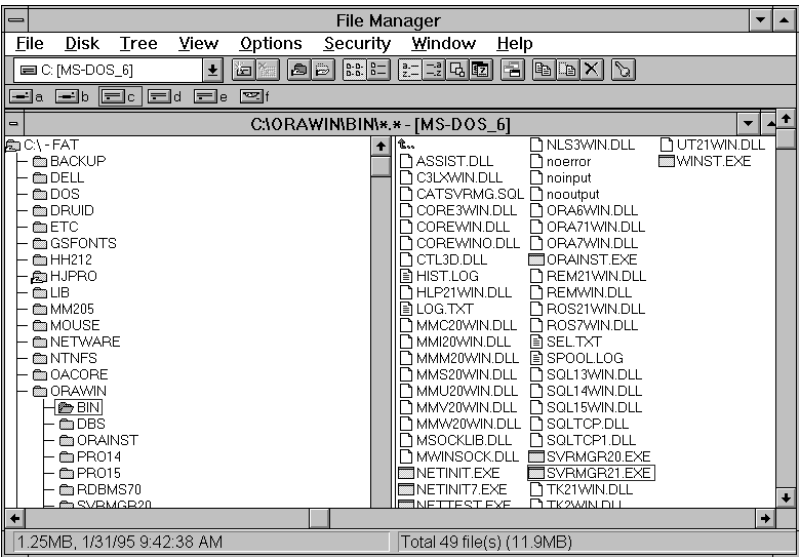 File Manager
File Disk Tree View Options Security Window Help
C: [MS-DOS_6]
a b c d e f
C:\ORAWIN\BIN\*.* - [MS-DOS_6]
C:\ - FAT
BACKUP
DELL
DOS
DRUID
ETC
GSFONTS
HH212
HJPRO
LIB
MM205
MOUSE
NETWARE
NTNFS
OACORE
ORAWIN
BIN
DBS
ORAINST
PRO14
PRO15
RDBMS70
SVRMGR20
..
ASSIST.DLL
C3LXWIN.DLL
CATSVRMG.SQL
CORE3WIN.DLL
COREWIN.DLL
COREWINO.DLL
CTL3D.DLL
HIST.LOG
HLP21WIN.DLL
LOG.TXT
MMC20WIN.DLL
MMI20WIN.DLL
MMM20WIN.DLL
MMS20WIN.DLL
MMU20WIN.DLL
MMV20WIN.DLL
MMW20WIN.DLL
MSOCKLIB.DLL
MWINSOCK.DLL
NETINIT.EXE
NETINIT7.EXE
NETTEST.EXE
NLS3WIN.DLL
noerror
noinput
nooutput
ORA6WIN.DLL
ORA71WIN.DLL
ORA7WIN.DLL
ORAINST.EXE
REM21WIN.DLL
REMWIN.DLL
ROS21WIN.DLL
ROS7WIN.DLL
SEL.TXT
SPOOL.LOG
SQL13WIN.DLL
SQL14WIN.DLL
SQL15WIN.DLL
SQLTCP.DLL
SQLTCP1.DLL
SVRMGR20.EXE
SVRMGR21.EXE
TK21WIN.DLL
TK2WIN.DLL
UT21WIN.DLL
WINST.EXE
1.25MB, 1/31/95 9:42:38 AM
Total 49 file(s) (11.9MB)